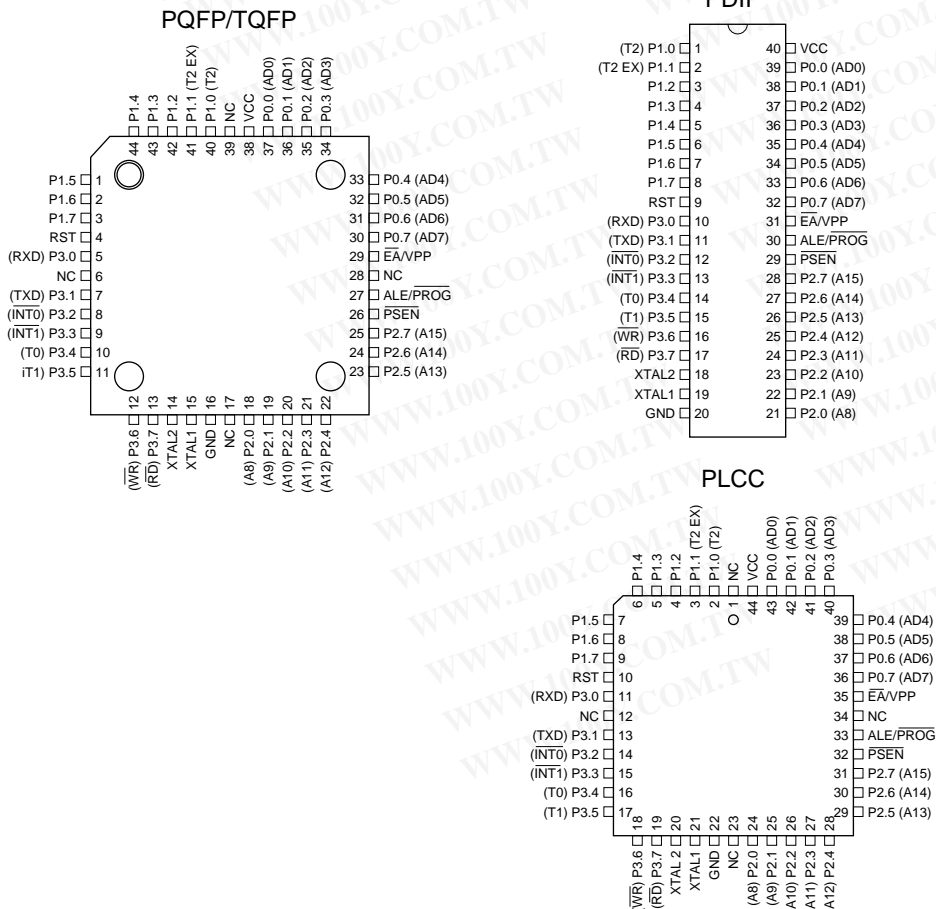 PQFP/TQFP
P1.4
P1.3
P1.2
P1.1 (T2 EX)
P1.0 (T2)
NC
VCC
P0.0 (AD0)
P0.1 (AD1)
P0.2 (AD2)
P0.3 (AD3)
44 43 42 41 40 39 38 37 36 35 34
P1.5 1
P1.6 2
P1.7 3
RST 4
(RXD) P3.0 5
NC 6
(TXD) P3.1 7
(INT0) P3.2 8
(INT1) P3.3 9
(T0) P3.4 10
iT1) P3.5 11
33 P0.4 (AD4)
32 P0.5 (AD5)
31 P0.6 (AD6)
30 P0.7 (AD7)
29 EA/VPP
28 NC
27 ALE/PROG
26 PSEN
25 P2.7 (A15)
24 P2.6 (A14)
23 P2.5 (A13)
12 13 14 15 16 17 18 19 20 21 22
(WR) P3.6
(RD) P3.7
XTAL2
XTAL1
GND
NC
(A8) P2.0
(A9) P2.1
(A10) P2.2
(A11) P2.3
(A12) P2.4
(T2) P1.0 1 40 VCC
(T2 EX) P1.1 2 39 P0.0 (AD0)
P1.2 3 38 P0.1 (AD1)
P1.3 4 37 P0.2 (AD2)
P1.4 5 36 P0.3 (AD3)
P1.5 6 35 P0.4 (AD4)
P1.6 7 34 P0.5 (AD5)
P1.7 8 33 P0.6 (AD6)
RST 9 32 P0.7 (AD7)
(RXD) P3.0 10 31 EA/VPP
(TXD) P3.1 11 30 ALE/PROG
(INT0) P3.2 12 29 PSEN
(INT1) P3.3 13 28 P2.7 (A15)
(T0) P3.4 14 27 P2.6 (A14)
(T1) P3.5 15 26 P2.5 (A13)
(WR) P3.6 16 25 P2.4 (A12)
(RD) P3.7 17 24 P2.3 (A11)
XTAL2 18 23 P2.2 (A10)
XTAL1 19 22 P2.1 (A9)
GND 20 21 P2.0 (A8)
PLCC
P1.4
P1.3
P1.2
P1.1 (T2 EX)
P1.0 (T2)
NC
VCC
P0.0 (AD0)
P0.1 (AD1)
P0.2 (AD2)
P0.3 (AD3)
6 5 4 3 2 1 44 43 42 41 40
P1.5 7
P1.6 8
P1.7 9
RST 10
(RXD) P3.0 11
NC 12
(TXD) P3.1 13
(INT0) P3.2 14
(INT1) P3.3 15
(T0) P3.4 16
(T1) P3.5 17
39 P0.4 (AD4)
38 P0.5 (AD5)
37 P0.6 (AD6)
36 P0.7 (AD7)
35 EA/VPP
34 NC
33 ALE/PROG
32 PSEN
31 P2.7 (A15)
30 P2.6 (A14)
29 P2.5 (A13)
18 19 20 21 22 23 24 25 26 27 28
(WR) P3.6
(RD) P3.7
XTAL 2
XTAL1
GND
NC
(A8) P2.0
(A9) P2.1
A10) P2.2
A11) P2.3
A12) P2.4
WWW.100Y.COM.TW